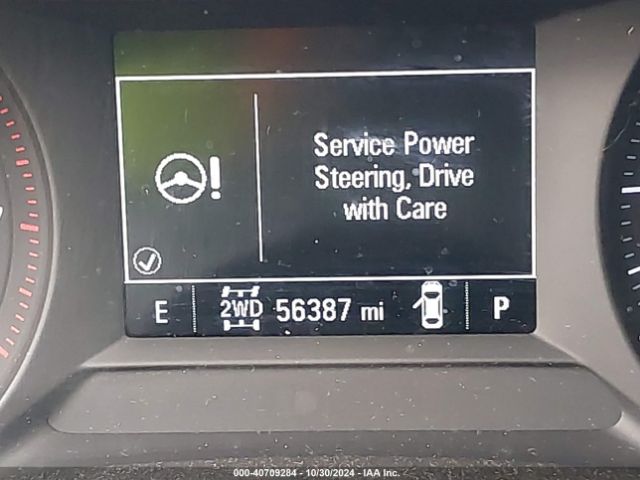 Service Power
Steering, Drive
with Care
E 2WD 56387 mi P
000-40709284 - 10/30/2024 - IAA Inc.